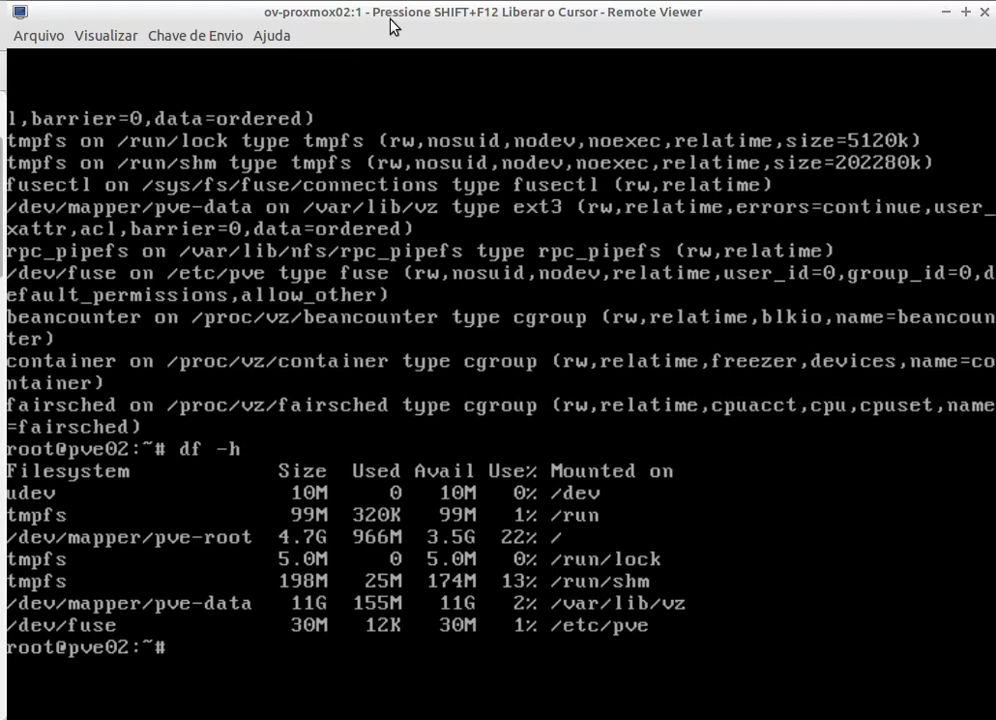 ov-proxmox02:1 - Pressione SHIFT+F12 Liberar o Cursor - Remote Viewer
Arquivo Visualizar Chave de Envio Ajuda
l,barrier=0,data=ordered)
tmpfs on /run/lock type tmpfs (rw,nosuid,nodev,noexec,relatime,size=5120k)
tmpfs on /run/shm type tmpfs (rw,nosuid,nodev,noexec,relatime,size=202280k)
fusectl on /sys/fs/fuse/connections type fusectl (rw,relatime)
/dev/mapper/pve-data on /var/lib/vz type ext3 (rw,relatime,errors=continue,user_
xattr,acl,barrier=0,data=ordered)
rpc_pipefs on /var/lib/nfs/rpc_pipefs type rpc_pipefs (rw,relatime)
/dev/fuse on /etc/pve type fuse (rw,nosuid,nodev,relatime,user_id=0,group_id=0,d
efault_permissions,allow_other)
beancounter on /proc/vz/beancounter type cgroup (rw,relatime,blkio,name=beancoun
ter)
container on /proc/vz/container type cgroup (rw,relatime,freezer,devices,name=co
ntainer)
fairsched on /proc/vz/fairsched type cgroup (rw,relatime,cpuacct,cpu,cpuset,name
=fairsched)
root@pve02:~# df -h
Filesystem Size Used Avail Use% Mounted on
udev 10M 0 10M 0% /dev
tmpfs 99M 320K 99M 1% /run
/dev/mapper/pve-root 4.7G 966M 3.5G 22% /
tmpfs 5.0M 0 5.0M 0% /run/lock
tmpfs 198M 25M 174M 13% /run/shm
/dev/mapper/pve-data 11G 155M 11G 2% /var/lib/vz
/dev/fuse 30M 12K 30M 1% /etc/pve
root@pve02:~#